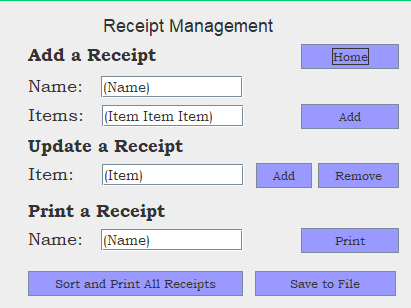 Receipt Management
Add a Receipt Home
Name: (Name)
Items: (Item Item Item) Add
Update a Receipt
Item: (Item) Add Remove
Print a Receipt
Name: (Name) Print
Sort and Print All Receipts Save to File